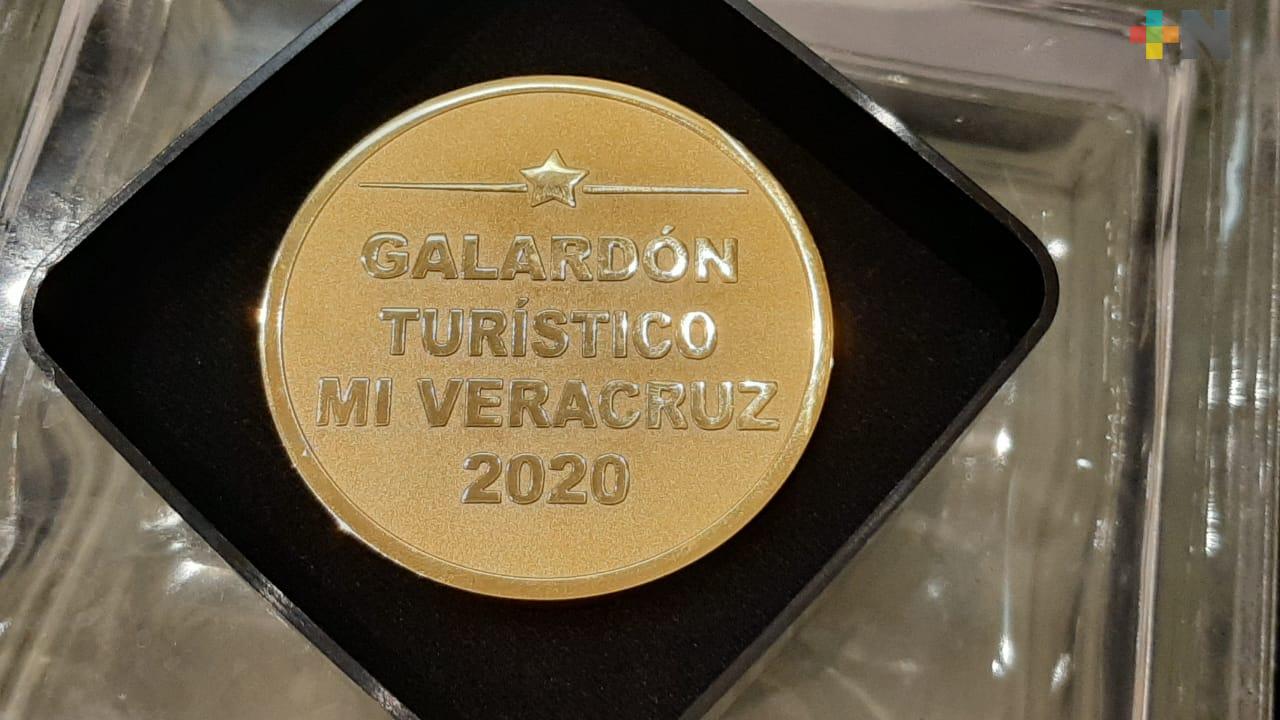 +N
GALARDÓN
TURÍSTICO
MI VERACRUZ
2020